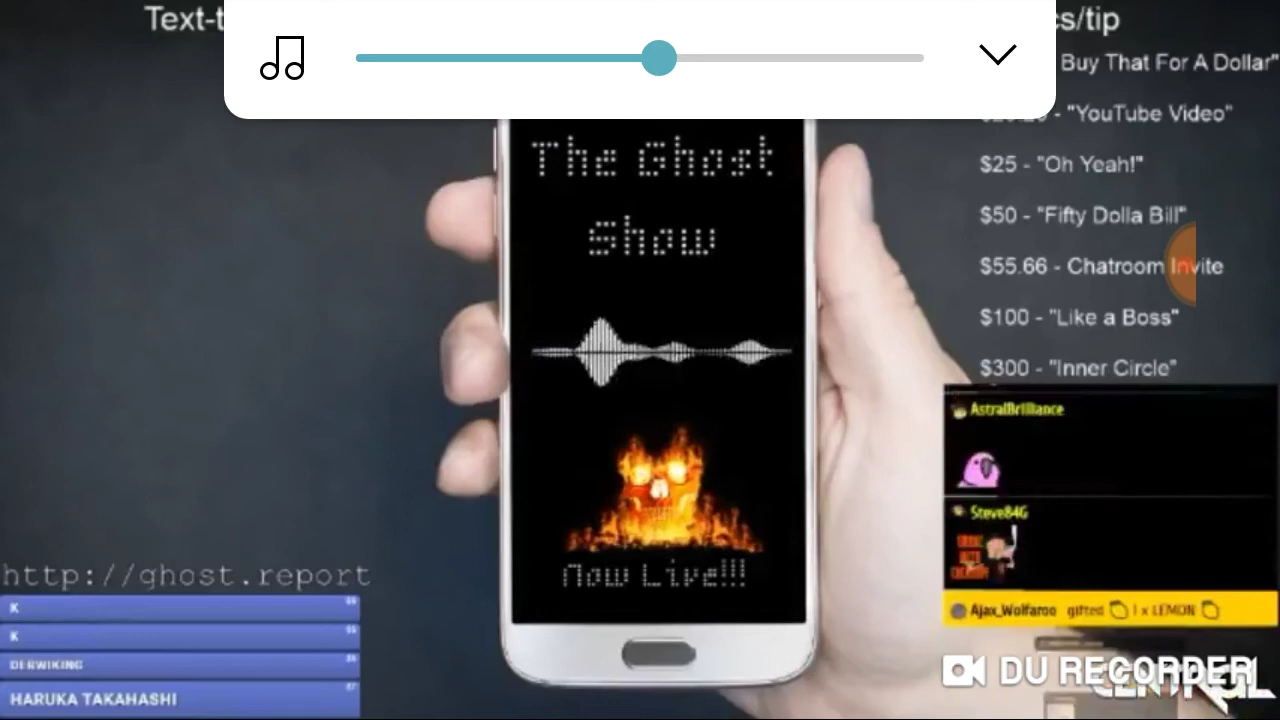 Text-t
cs/tip
Buy That For A Dollar"
- "YouTube Video"
$25 - "Oh Yeah!"
$50 - "Fifty Dolla Bill"
$55.66 - Chatroom Invite
$100 - "Like a Boss"
$300 - "Inner Circle"
The Ghost
Show
Now Live!!!
AstralBrilliance
Steve84G
Ajax_Wolfaroo gifted 1 x LEMON
http://ghost.report
K
K
DERWIKING
HARUKA TAKAHASHI
DU RECORDER
CENTRAL